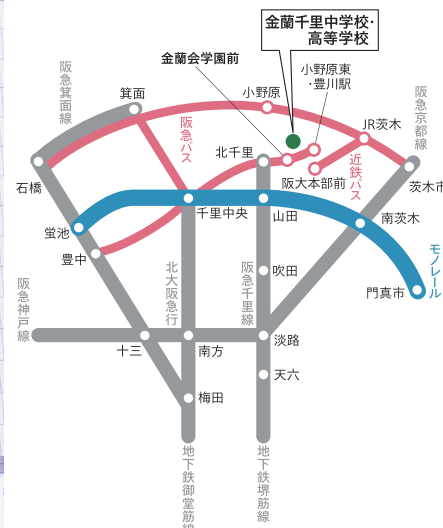 金蘭千里中学校・
高等学校
金蘭会学園前
小野原東
・豊川駅
阪急箕面線
箕面
小野原
阪急バス
JR茨木
阪急京都線
北千里
近鉄バス
石橋
阪大本部前
茨木市
千里中央
山田
南茨木
蛍池
豊中
モノレール
北大阪急行
阪急千里線
吹田
阪急神戸線
門真市
十三
南方
淡路
天六
梅田
地下鉄御堂筋線
地下鉄堺筋線